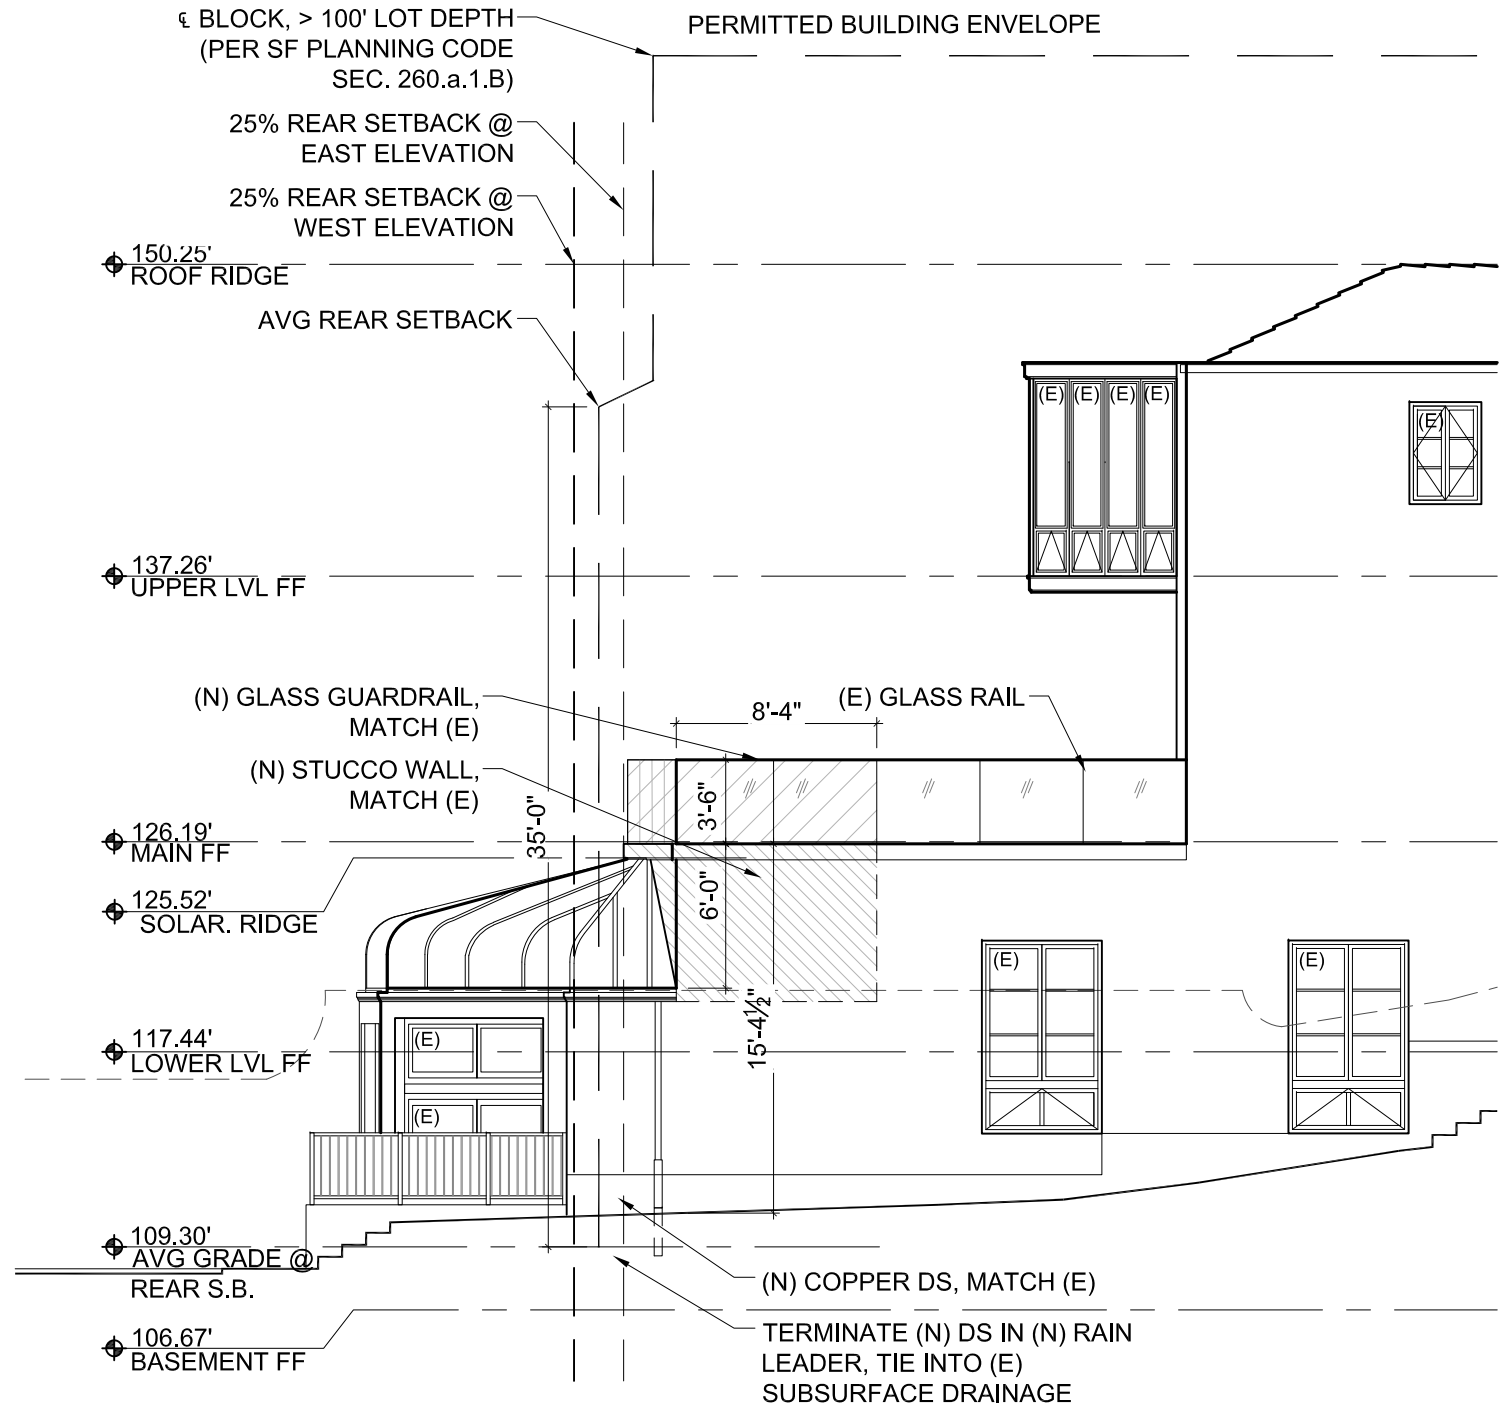 ℄ BLOCK, > 100' LOT DEPTH
(PER SF PLANNING CODE
SEC. 260.a.1.B)
PERMITTED BUILDING ENVELOPE
25% REAR SETBACK @
EAST ELEVATION
25% REAR SETBACK @
WEST ELEVATION
150.25'
ROOF RIDGE
AVG REAR SETBACK
(E) (E) (E) (E)
(E)
137.26'
UPPER LVL FF
(N) GLASS GUARDRAIL,
MATCH (E)
8'-4"
(E) GLASS RAIL
(N) STUCCO WALL,
MATCH (E)
35'-0"
3'-6"
126.19'
MAIN FF
6'-0"
125.52'
SOLAR. RIDGE
(E)
(E)
15'-4½"
117.44'
LOWER LVL FF
(E)
(E)
109.30'
AVG GRADE @
REAR S.B.
(N) COPPER DS, MATCH (E)
106.67'
BASEMENT FF
TERMINATE (N) DS IN (N) RAIN
LEADER, TIE INTO (E)
SUBSURFACE DRAINAGE